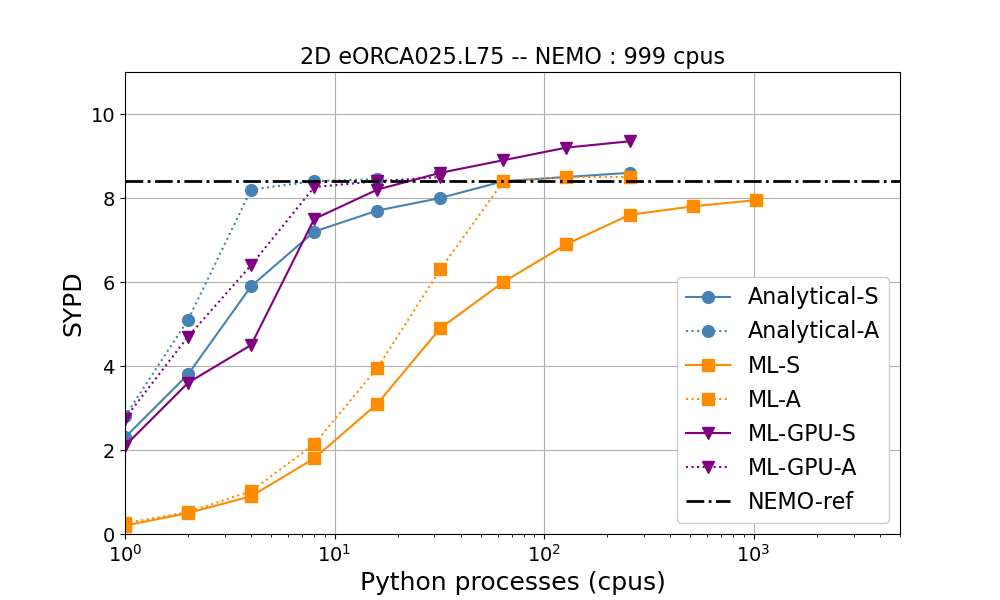 2D eORCA025.L75 -- NEMO : 999 cpus
SYPD
10
8
6
4
2
0
10⁰ 10¹ 10² 10³
Python processes (cpus)
Analytical-S
Analytical-A
ML-S
ML-A
ML-GPU-S
ML-GPU-A
NEMO-ref